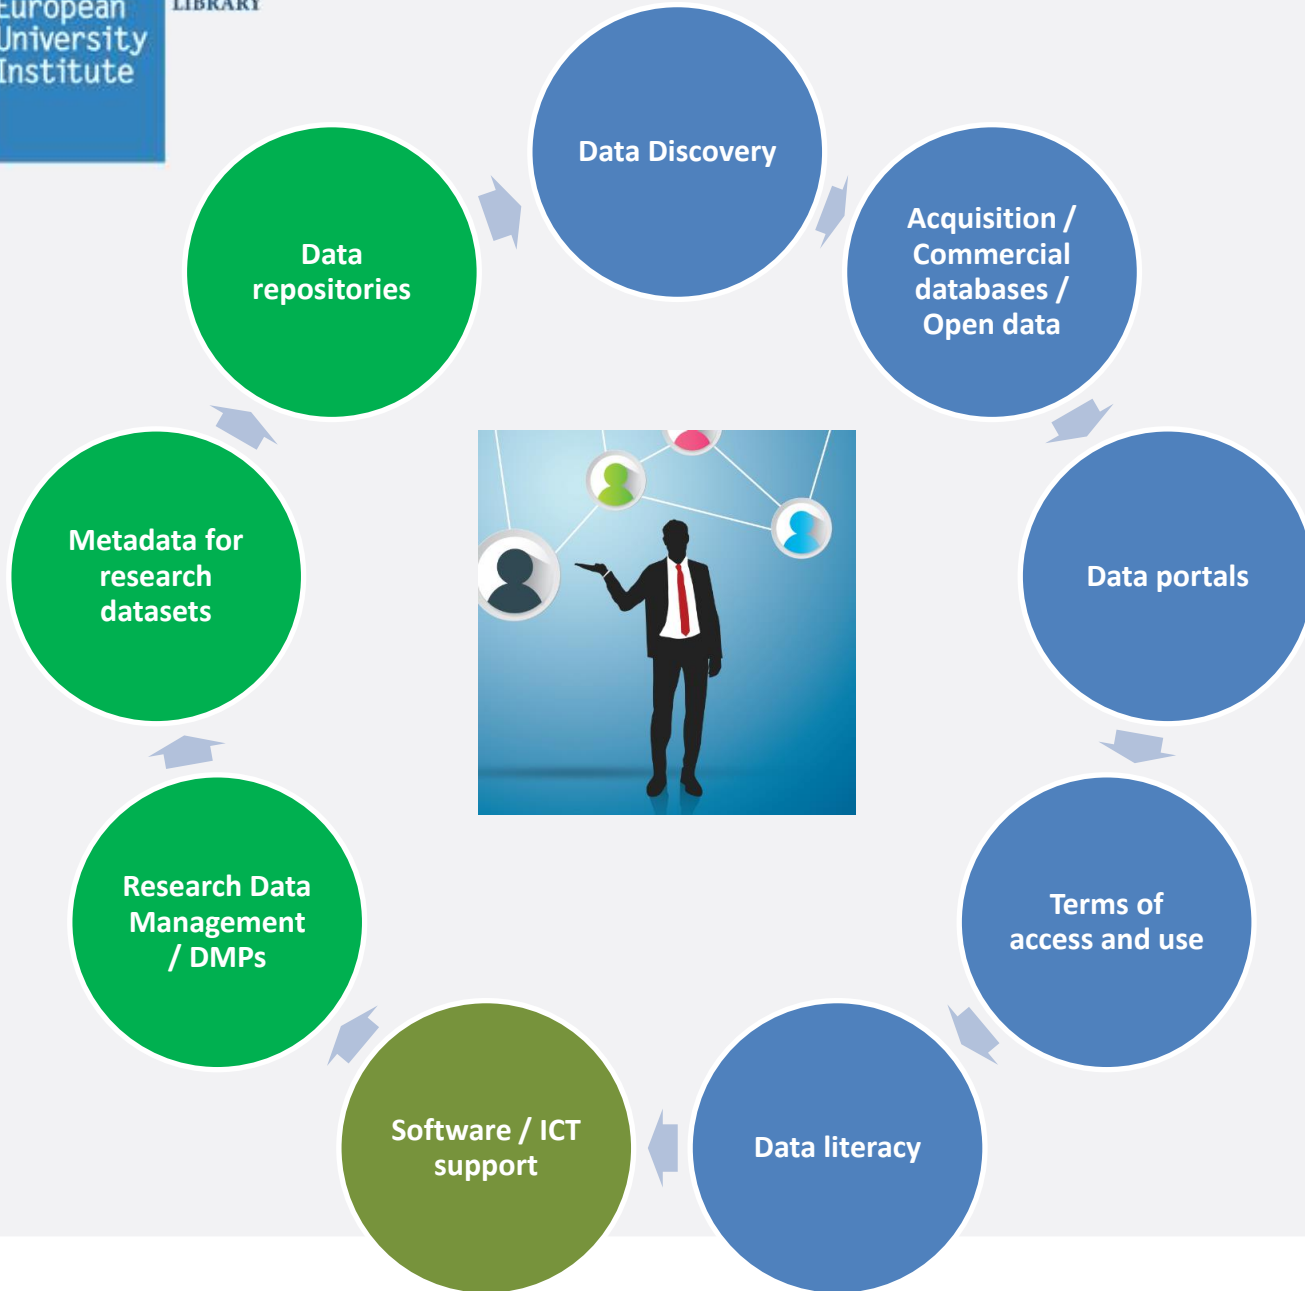 European
University
Institute
LIBRARY
Data Discovery
Acquisition /
Commercial
databases /
Open data
Data portals
Terms of
access and use
Data literacy
Software / ICT
support
Research Data
Management
/ DMPs
Metadata for
research
datasets
Data
repositories